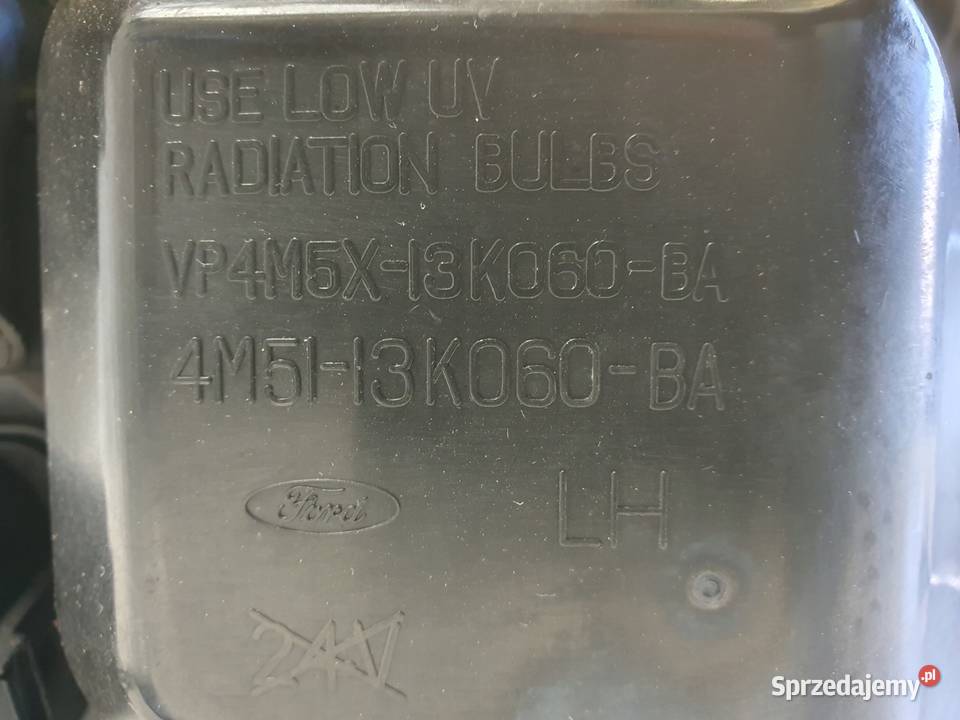 USE LOW UV
RADIATION BULBS
VP4M5X-13K060-BA
4M51-13K060-BA
Ford
LH
Sprzedajemy.pl